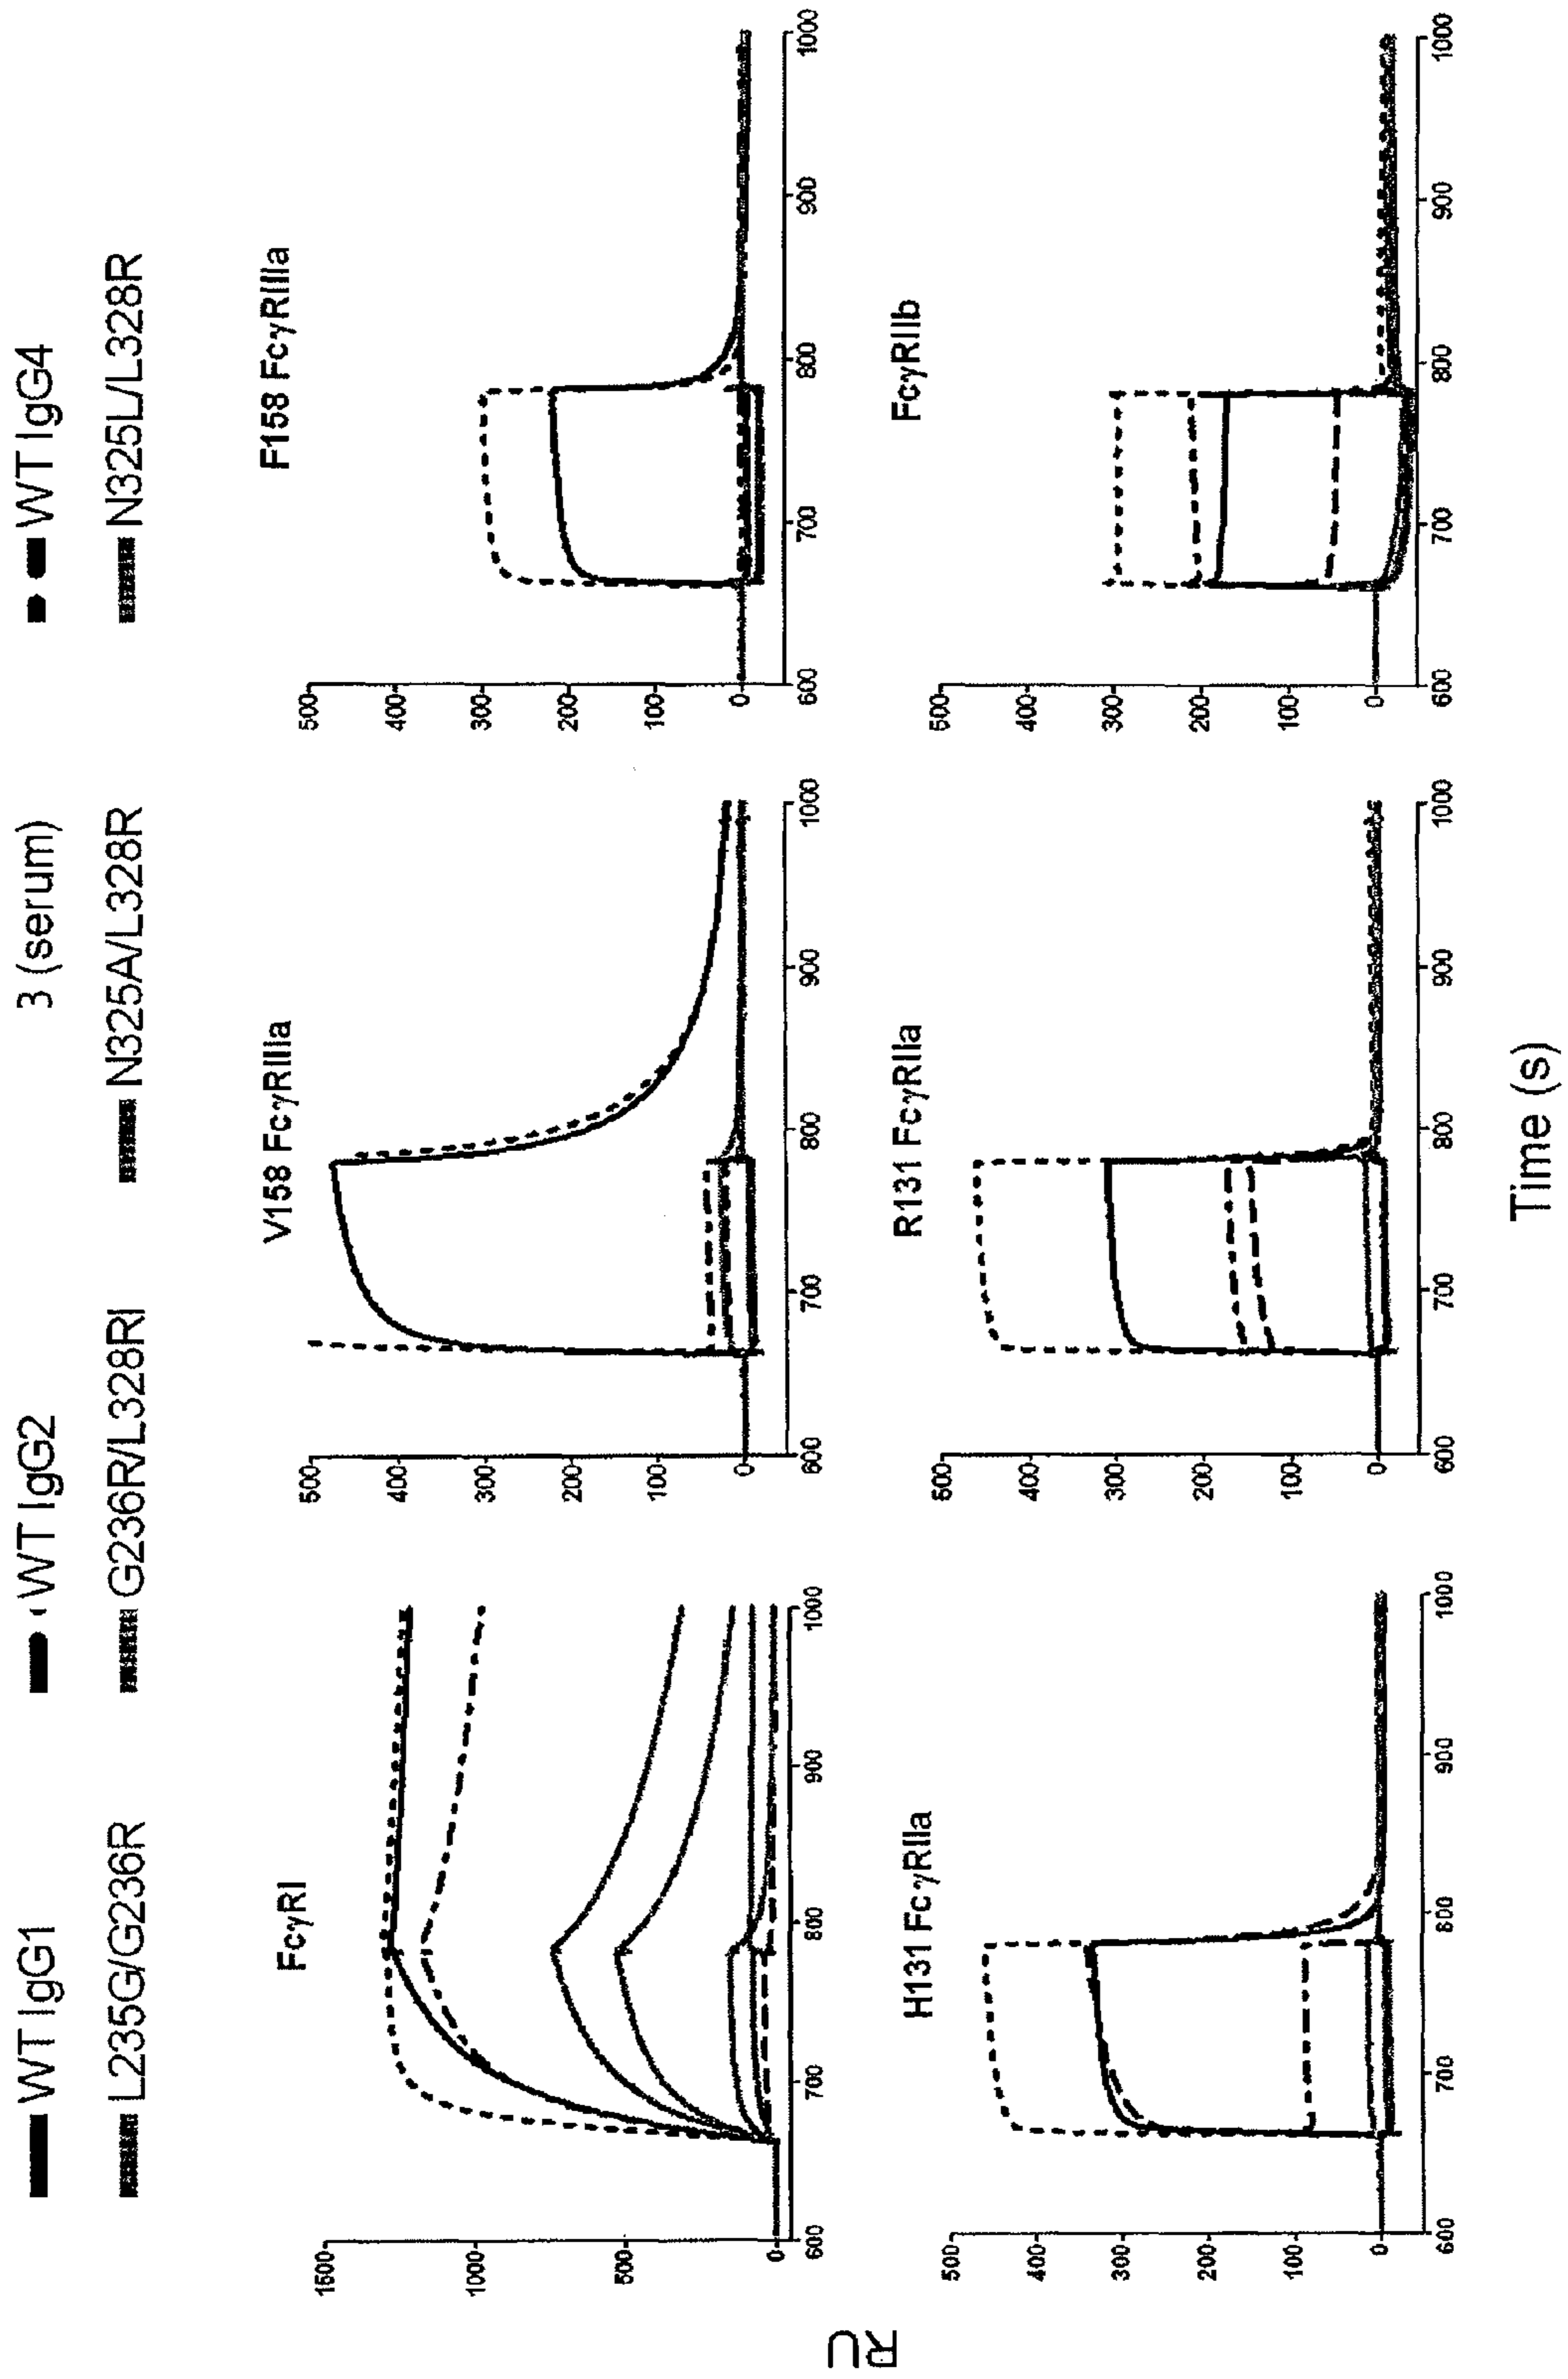 WT IgG1 WT IgG2 3 (serum) WT IgG4
L235G/G236R G236R/L328RI N325A/L328R N325L/L328R
FcγRI
1500
1000
500
0
600 700 800 900 1000
V158 FcγRIIIa
500
400
300
200
100
0
600 700 800 900 1000
F158 FcγRIIIa
500
400
300
200
100
0
600 700 800 900 1000
H131 FcγRIIa
500
400
300
200
100
0
600 700 800 900 1000
R131 FcγRIIa
500
400
300
200
100
0
600 700 800 900 1000
FcγRIIb
500
400
300
200
100
0
600 700 800 900 1000
RU
Time (s)